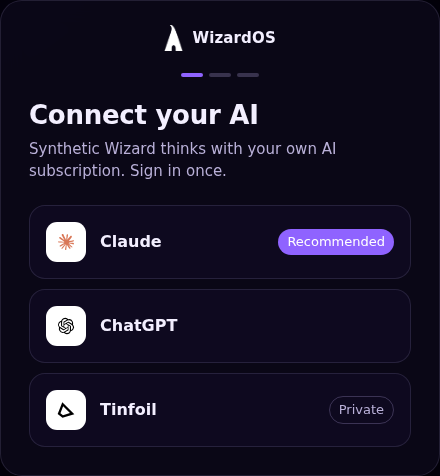 WizardOS
Connect your AI
Synthetic Wizard thinks with your own AI
subscription. Sign in once.
Claude
Recommended
ChatGPT
Tinfoil
Private